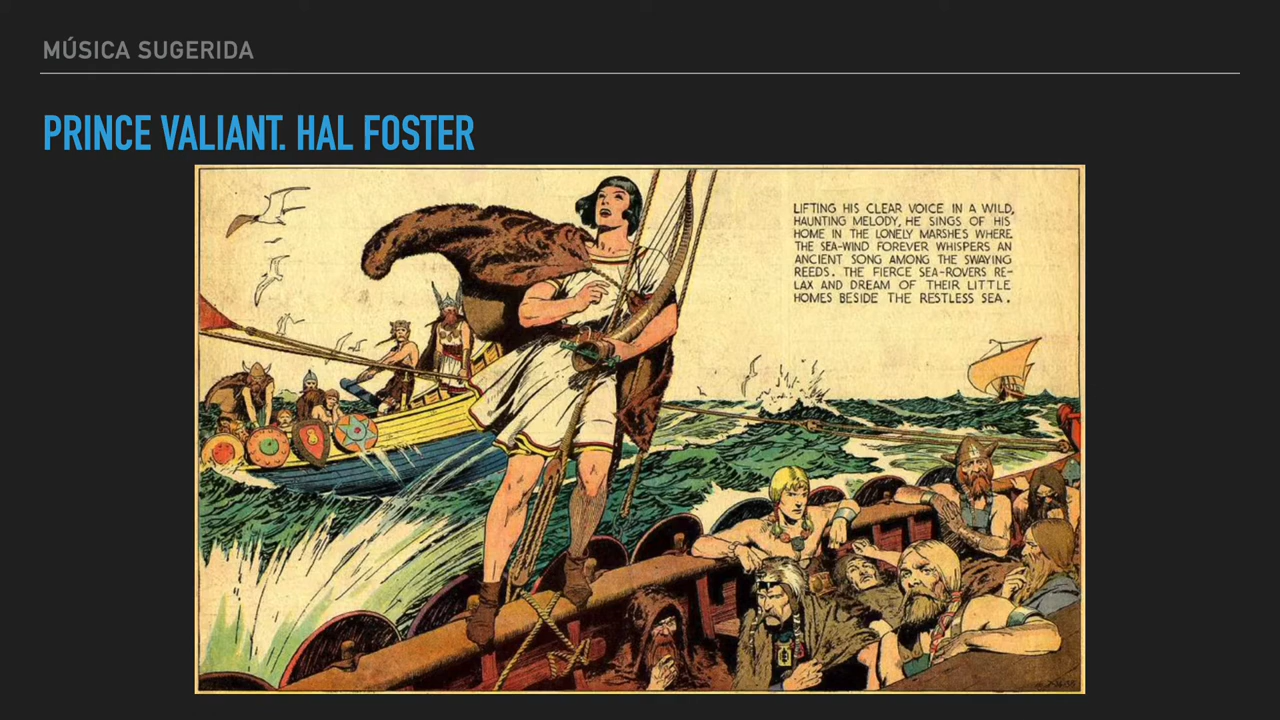 MÚSICA SUGERIDA
PRINCE VALIANT. HAL FOSTER
LIFTING HIS CLEAR VOICE IN A WILD,
HAUNTING MELODY, HE SINGS OF HIS
HOME IN THE LONELY MARSHES WHERE
THE SEA-WIND FOREVER WHISPERS AN
ANCIENT SONG AMONG THE SWAYING
REEDS. THE FIERCE SEA-ROVERS RE-
LAX AND DREAM OF THEIR LITTLE
HOMES BESIDE THE RESTLESS SEA.